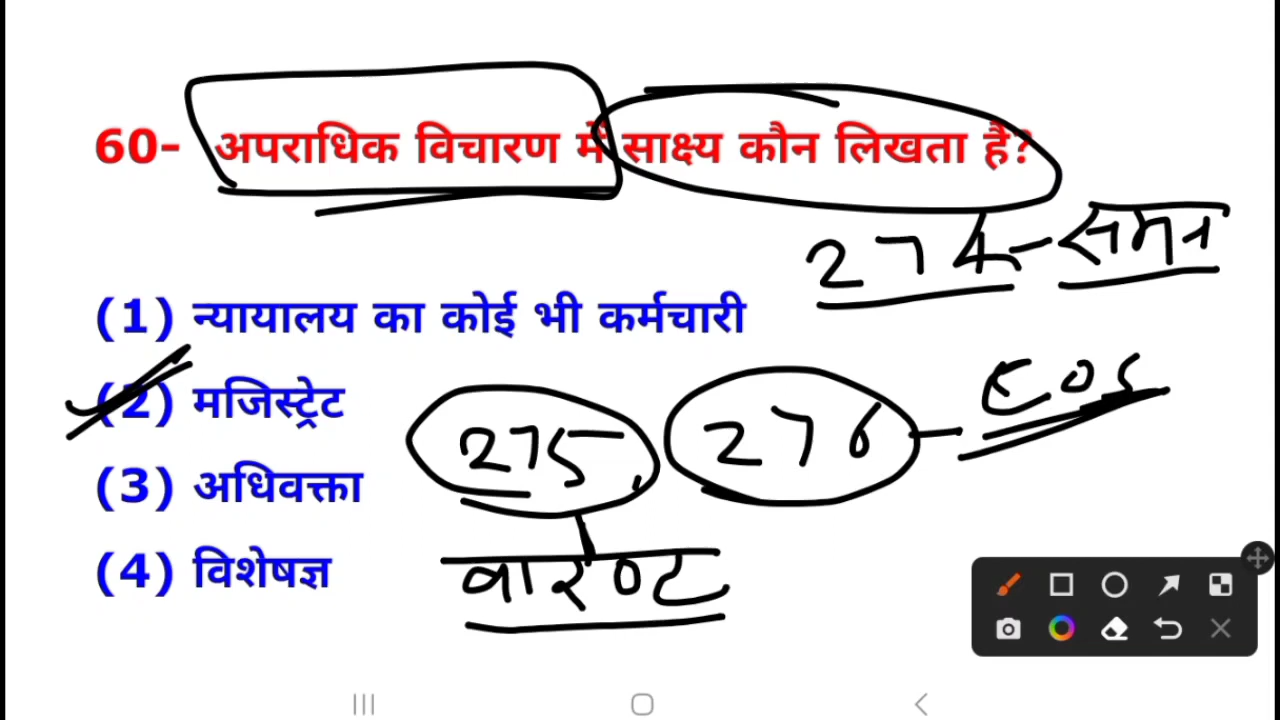 60- अपराधिक विचारण में साक्ष्य कौन लिखता है?
274 - समन
(1) न्यायालय का कोई भी कर्मचारी
(2) मजिस्ट्रेट
275, 276 - COS
(3) अधिवक्ता
वारण्ट
(4) विशेषज्ञ